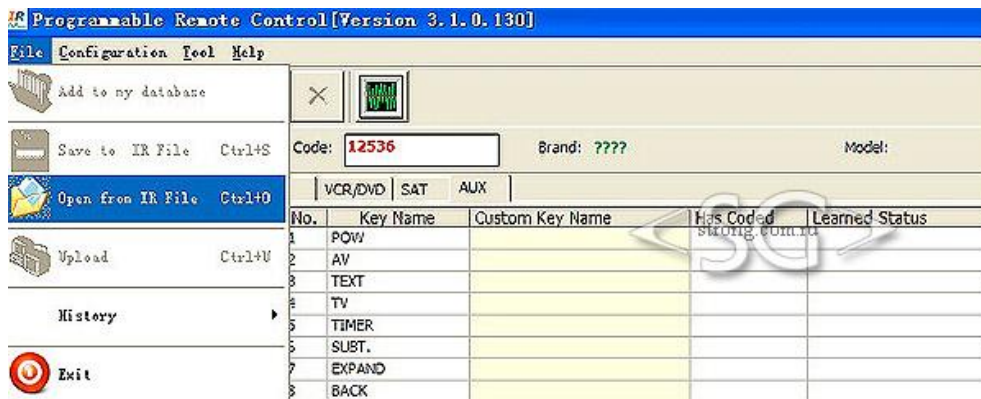 Programmable Remote Control[Version 3.1.0.130]
File Configuration Tool Help
Add to my database
Save to IR File Ctrl+S
Open from IR File Ctrl+O
Upload Ctrl+U
History
Exit
Code: 12536 Brand: ???? Model:
VCR/DVD SAT AUX
No. Key Name Custom Key Name Has Coded Learned Status
1 POW
2 AV
3 TEXT
4 TV
5 TIMER
6 SUBT.
7 EXPAND
8 BACK
<SG>
strong.com.ru